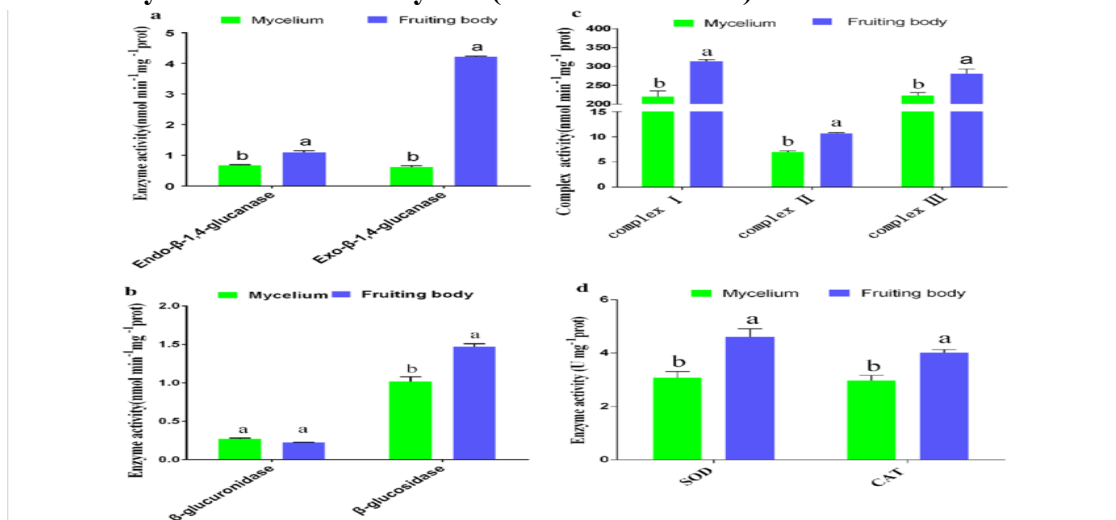 a
Mycelium Fruiting body
Enzyme activity(nmol min⁻¹mg⁻¹prot)
5
4
3
2
1
0
b a b a
Endo-β-1,4-glucanase Exo-β-1,4-glucanase
c
Mycelium Fruiting body
Complex activity(nmol min⁻¹mg⁻¹prot)
400
350
300
250
200
15
10
5
0
b a b a b a
complex I complex II complex III
b
Mycelium Fruiting body
Enzyme activity(nmol min⁻¹mg⁻¹prot)
2.0
1.5
1.0
0.5
0.0
a a b a
β-glucuronidase β-glucosidase
d
Mycelium Fruiting body
Enzyme activity (U mg⁻¹prot)
6
4
2
0
b a b a
SOD CAT